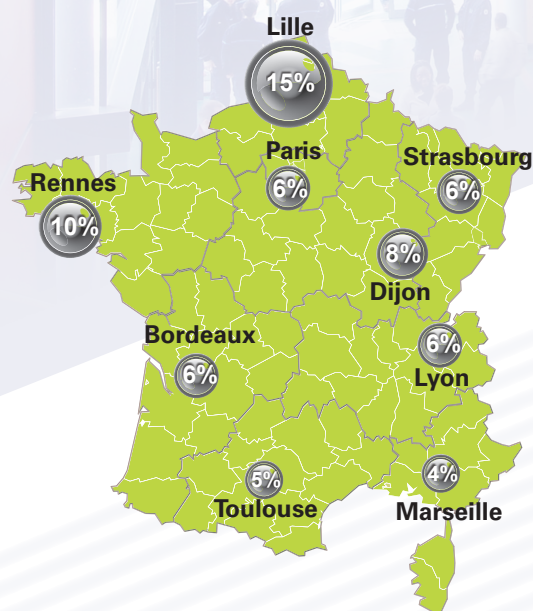 Lille
15%
Paris
6%
Strasbourg
6%
Rennes
10%
8%
Dijon
Bordeaux
6%
6%
Lyon
5%
Toulouse
4%
Marseille